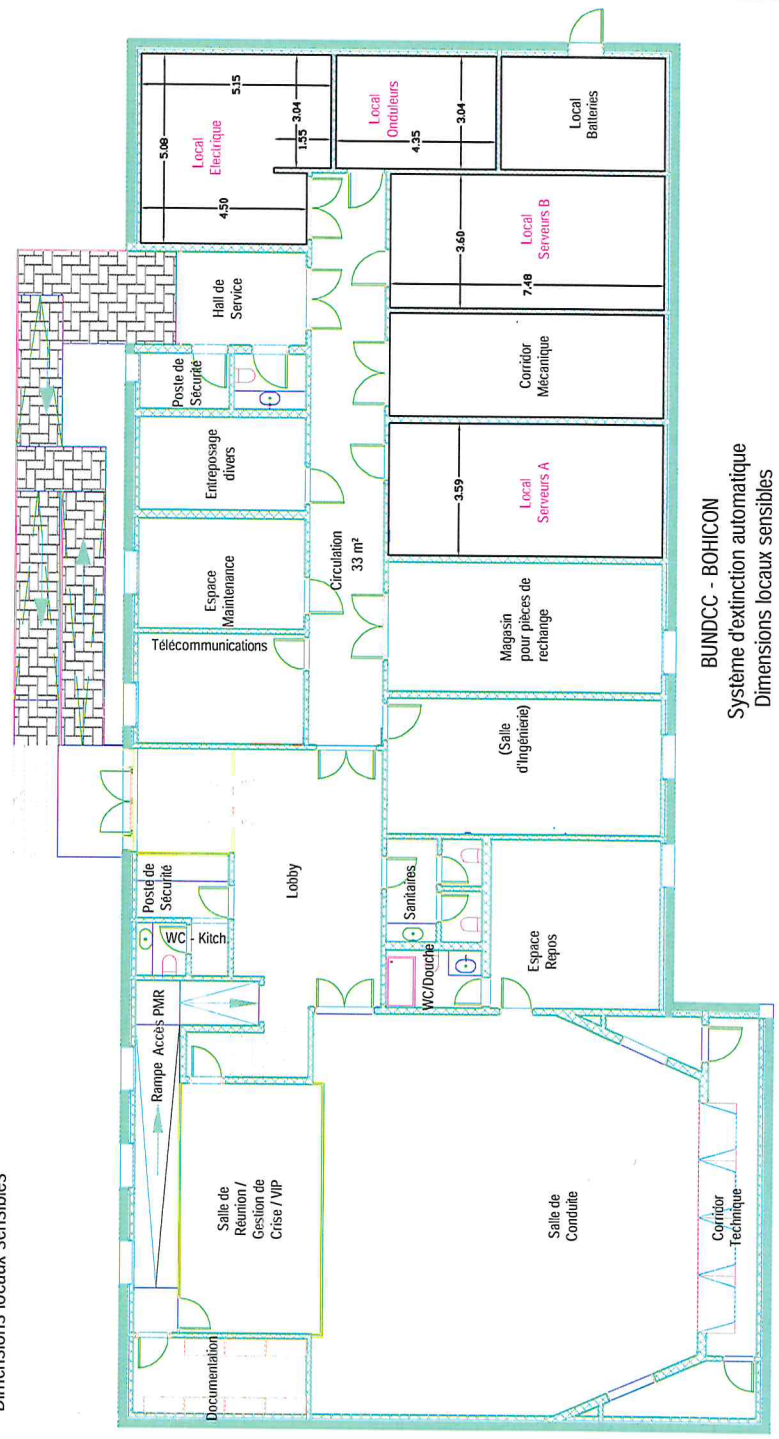 Dimensions locaux sensibles
Documentation
Rampe Accès PMR
WC - Kitch.
Poste de
Sécurité
Télécommunications
Espace
Maintenance
Entreposage
divers
Poste de
Sécurité
Hall de
Service
Local
Electrique
5.08
4.50
5.15
3.04
1.55
Local
Onduleurs
4.35
3.04
Local
Batteries
Salle de
Réunion /
Gestion de
Crise / VIP
Lobby
Circulation
33 m²
Salle de
Conduite
WC/Douche
Sanitaires
Espace
Repos
(Salle
d'Ingénierie)
Magasin
pour pièces de
rechange
3.59
Local
Serveurs A
Corridor
Mécanique
3.60
7.48
Local
Serveurs B
Corridor
Technique
BUNDCC - BOHICON
Système d'extinction automatique
Dimensions locaux sensibles